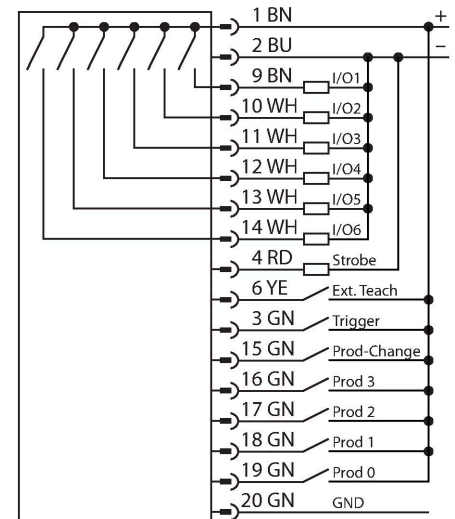 1 BN +
2 BU −
9 BN I/O1
10 WH I/O2
11 WH I/O3
12 WH I/O4
13 WH I/O5
14 WH I/O6
4 RD Strobe
6 YE Ext. Teach
3 GN Trigger
15 GN Prod-Change
16 GN Prod 3
17 GN Prod 2
18 GN Prod 1
19 GN Prod 0
20 GN GND